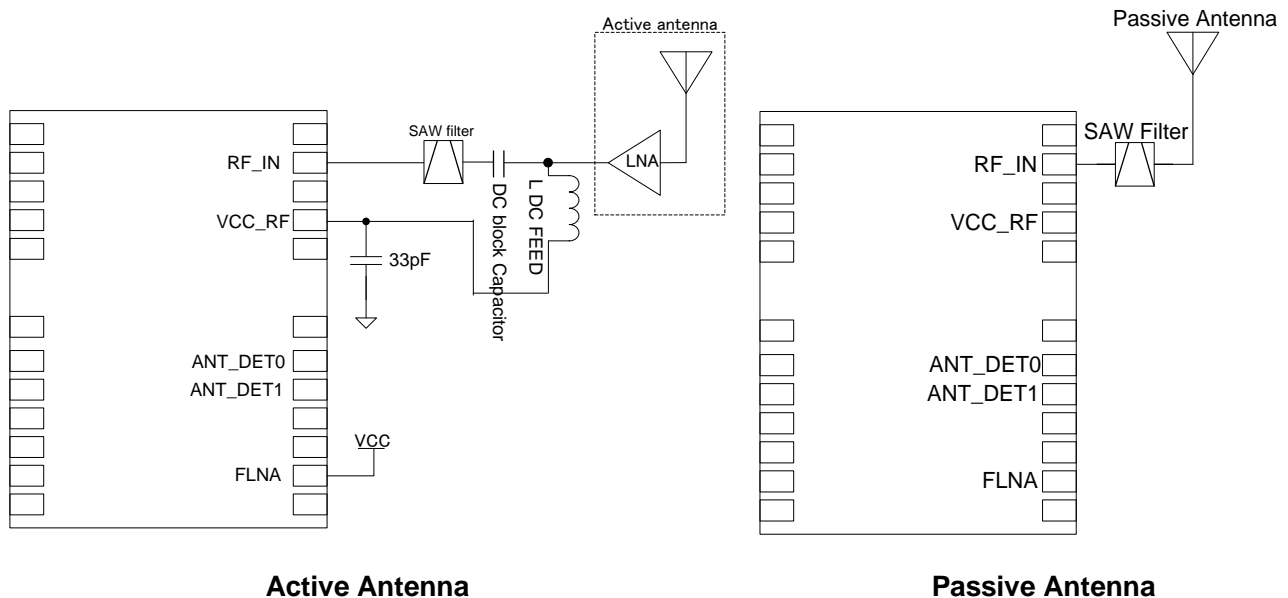 Active antenna
LNA
SAW filter
DC block Capacitor
L DC FEED
RF_IN
VCC_RF
33pF
ANT_DET0
ANT_DET1
VCC
FLNA
Active Antenna
Passive Antenna
SAW Filter
RF_IN
VCC_RF
ANT_DET0
ANT_DET1
FLNA
Passive Antenna